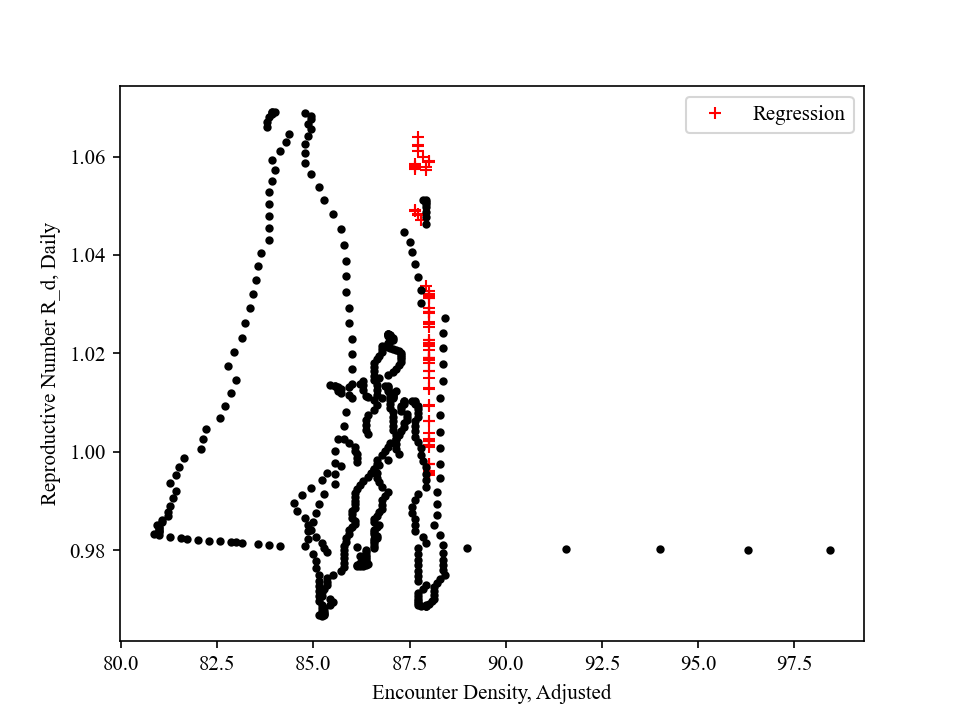 Regression
1.06
1.04
1.02
1.00
0.98
Reproductive Number R_d, Daily
80.0 82.5 85.0 87.5 90.0 92.5 95.0 97.5
Encounter Density, Adjusted